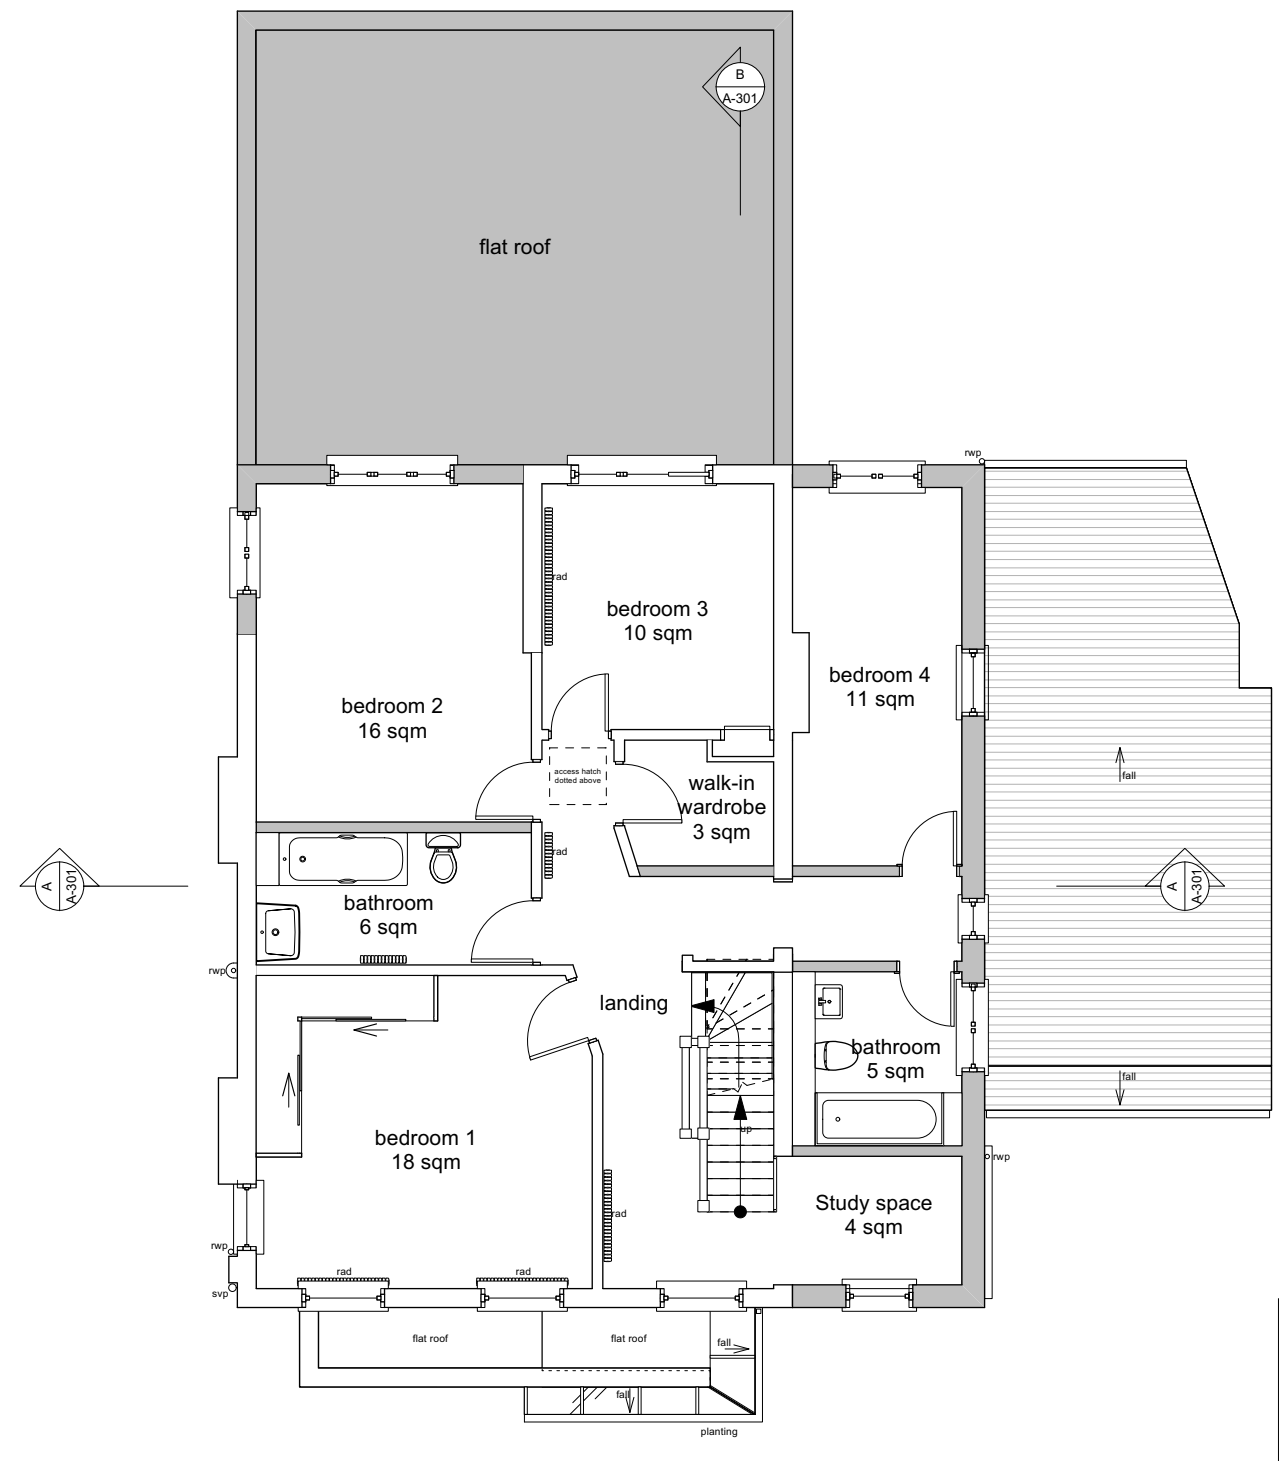 B
A-301
flat roof
rwp
rad
bedroom 3
10 sqm
bedroom 4
11 sqm
bedroom 2
16 sqm
access hatch
dotted above
walk-in
wardrobe
3 sqm
fall
rad
A
A-301
bathroom
6 sqm
A
A-301
rwp
landing
bathroom
5 sqm
fall
up
bedroom 1
18 sqm
rwp
Study space
4 sqm
rad
rwp
rad
rad
svp
flat roof
flat roof
fall
fall
planting